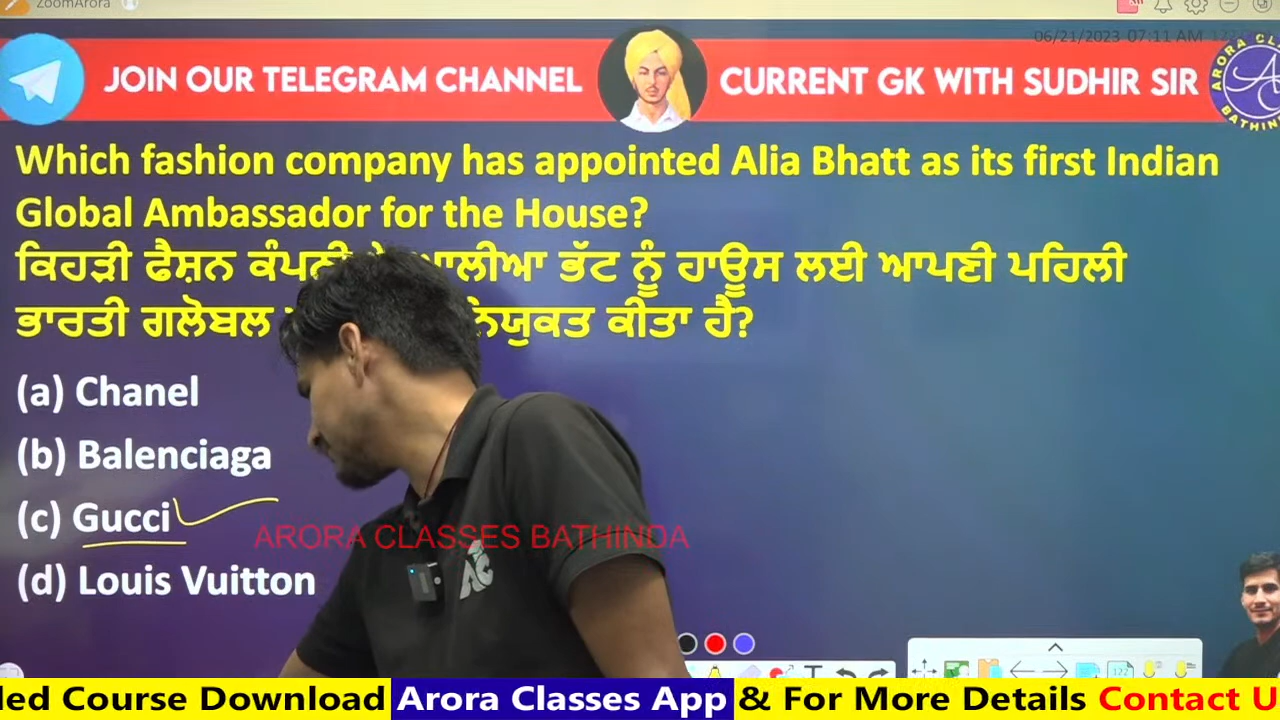 ZoomArora
06/21/2023 07:11 AM
JOIN OUR TELEGRAM CHANNEL
CURRENT GK WITH SUDHIR SIR
Which fashion company has appointed Alia Bhatt as its first Indian
Global Ambassador for the House?
ਕਿਹੜੀ ਫੈਸ਼ਨ ਕੰਪਨੀ ਆਲੀਆ ਭੱਟ ਨੂੰ ਹਾਊਸ ਲਈ ਆਪਣੀ ਪਹਿਲੀ
ਭਾਰਤੀ ਗਲੋਬਲ ਨਿਯੁਕਤ ਕੀਤਾ ਹੈ?
(a) Chanel
(b) Balenciaga
(c) Gucci
(d) Louis Vuitton
ARORA CLASSES BATHINDA
AC
led Course Download Arora Classes App & For More Details Contact U